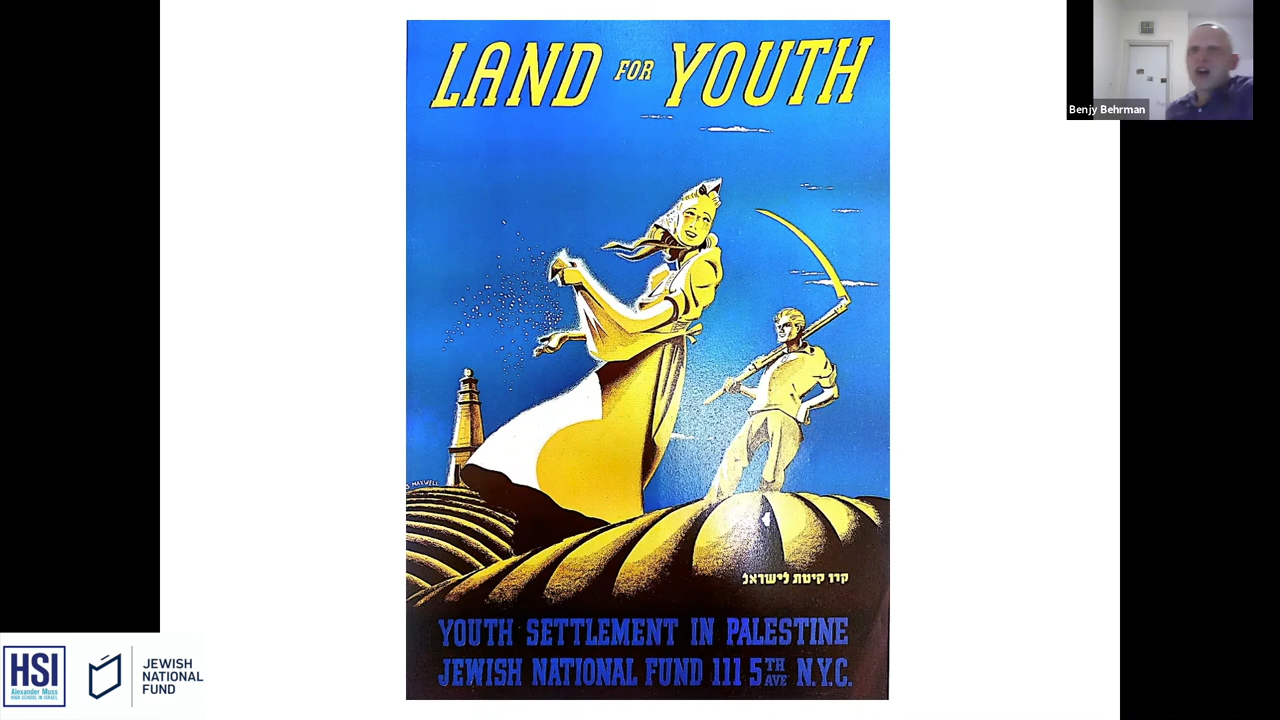 LAND FOR YOUTH
Benjy Behrman
MAXWELL
קרן קימת לישראל
YOUTH SETTLEMENT IN PALESTINE
JEWISH NATIONAL FUND 111 5TH AVE N.Y.C.
HSI
Alexander Muss
HIGH SCHOOL IN ISRAEL
JEWISH
NATIONAL
FUND